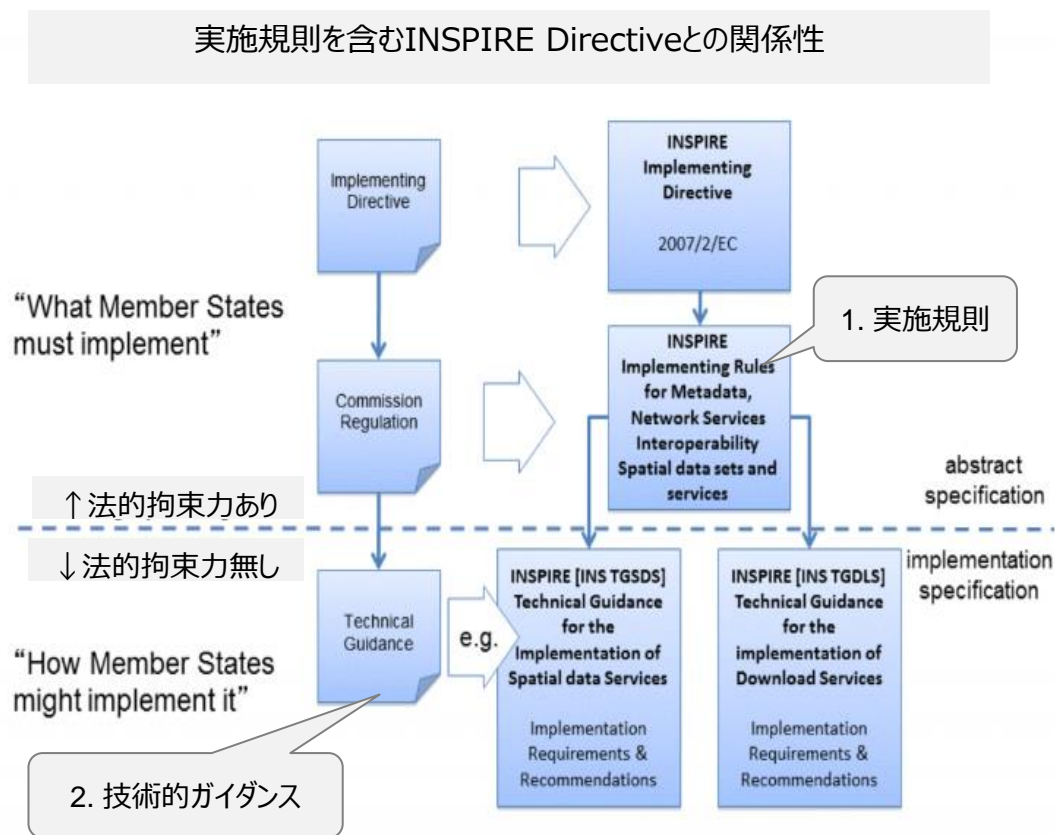 実施規則を含むINSPIRE Directiveとの関係性
Implementing
Directive
INSPIRE
Implementing
Directive
2007/2/EC
“What Member States
must implement”
1. 実施規則
Commission
Regulation
INSPIRE
Implementing Rules
for Metadata,
Network Services
Interoperability
Spatial data sets and
services
abstract
specification
↑法的拘束力あり
↓法的拘束力無し
implementation
specification
Technical
Guidance
e.g.
INSPIRE [INS TGSDS]
Technical Guidance
for the
Implementation of
Spatial data Services
Implementation
Requirements &
Recommendations
INSPIRE [INS TGDLS]
Technical Guidance
for the
implementation of
Download Services
Implementation
Requirements &
Recommendations
“How Member States
might implement it”
2. 技術的ガイダンス